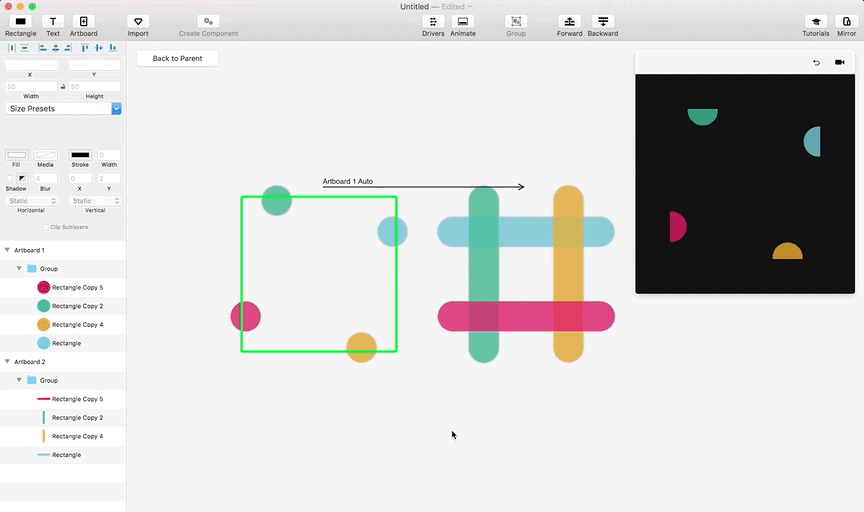 Untitled — Edited
Rectangle
Text
Artboard
Import
Create Component
Drivers
Animate
Group
Forward
Backward
Tutorials
Mirror
X
Y
50
50
Width
Height
Size Presets
0
Fill
Media
Stroke
Width
4
0
2
Shadow
Blur
X
Y
Static
Static
Horizontal
Vertical
Clip Sublayers
Artboard 1
Group
Rectangle Copy 5
Rectangle Copy 2
Rectangle Copy 4
Rectangle
Artboard 2
Group
Rectangle Copy 5
Rectangle Copy 2
Rectangle Copy 4
Rectangle
Back to Parent
Artboard 1 Auto